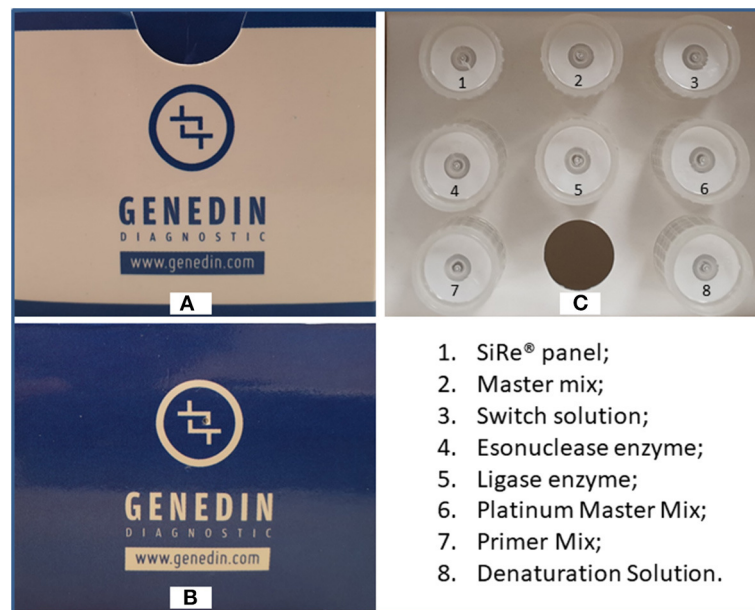 GENEDIN
DIAGNOSTIC
www.genedin.com
A
1
2
3
4
5
6
7
8
C
GENEDIN
DIAGNOSTIC
www.genedin.com
B
1. SiRe® panel;
2. Master mix;
3. Switch solution;
4. Esonuclease enzyme;
5. Ligase enzyme;
6. Platinum Master Mix;
7. Primer Mix;
8. Denaturation Solution.